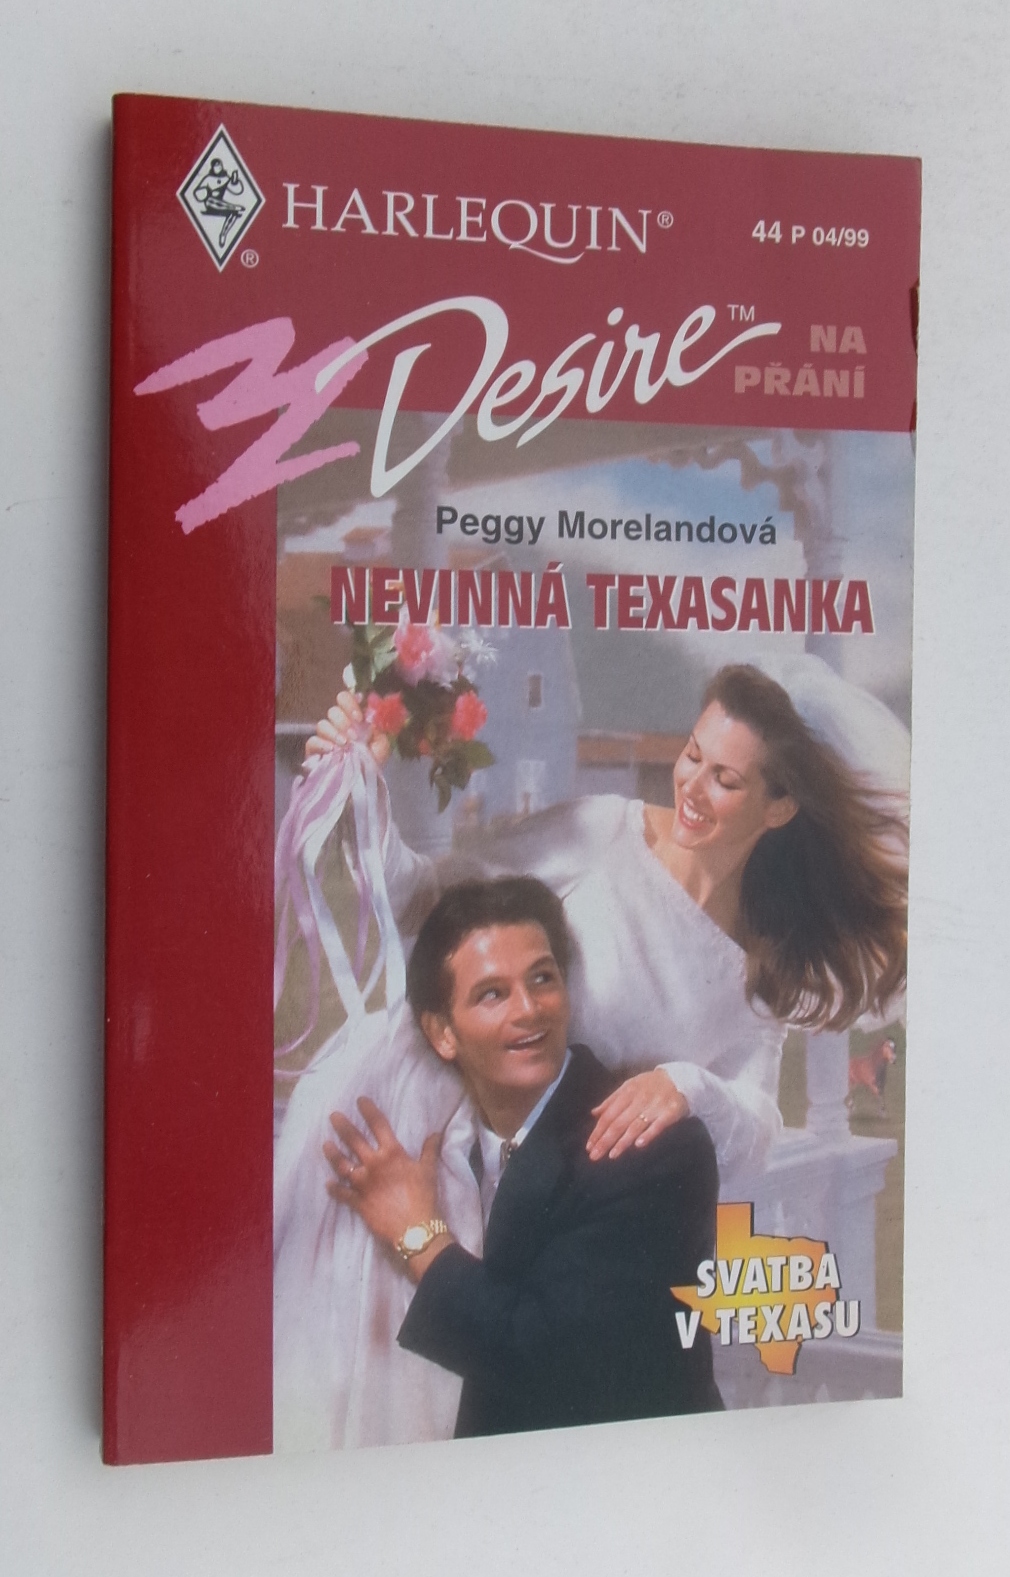 HARLEQUIN®
®
44 P 04/99
Desire™
NA
PŘÁNÍ
Peggy Morelandová
NEVINNÁ TEXASANKA
SVATBA
V TEXASU